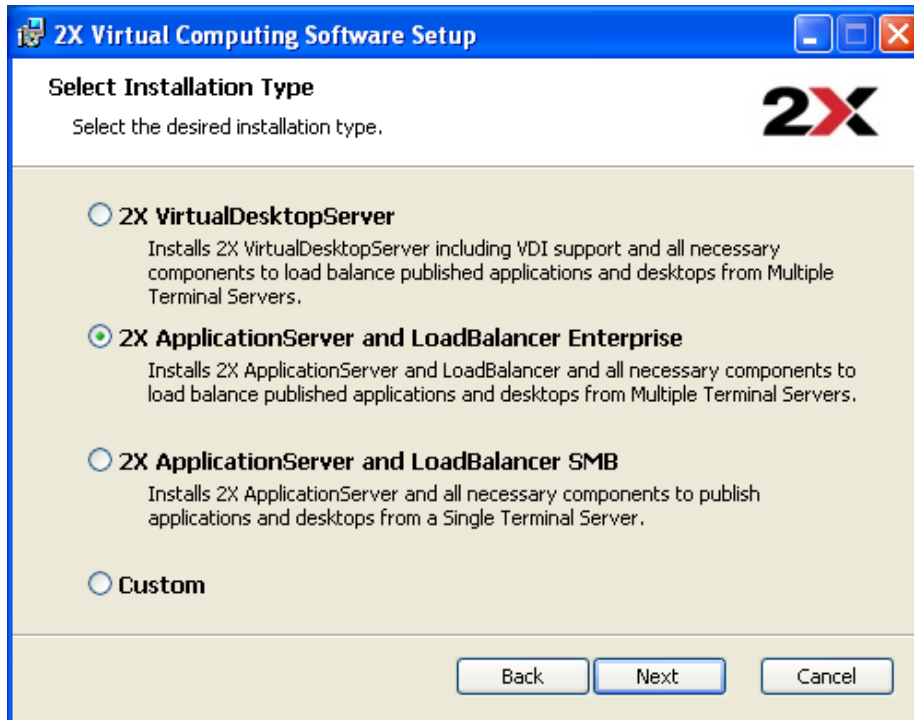 2X Virtual Computing Software Setup
Select Installation Type
Select the desired installation type.
2X
2X VirtualDesktopServer
Installs 2X VirtualDesktopServer including VDI support and all necessary
components to load balance published applications and desktops from Multiple
Terminal Servers.
2X ApplicationServer and LoadBalancer Enterprise
Installs 2X ApplicationServer and LoadBalancer and all necessary components to
load balance published applications and desktops from Multiple Terminal Servers.
2X ApplicationServer and LoadBalancer SMB
Installs 2X ApplicationServer and all necessary components to publish
applications and desktops from a Single Terminal Server.
Custom
Back Next Cancel